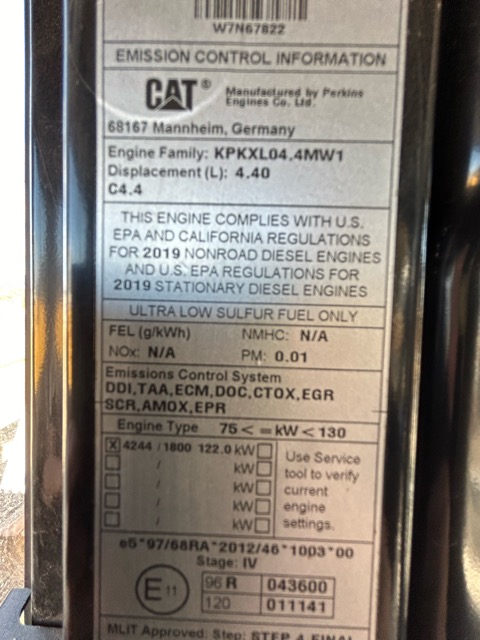 W7N67822
EMISSION CONTROL INFORMATION
CAT® Manufactured by Perkins
Engines Co. Ltd.
68167 Mannheim, Germany
Engine Family: KPKXL04.4MW1
Displacement (L): 4.40
C4.4
THIS ENGINE COMPLIES WITH U.S.
EPA AND CALIFORNIA REGULATIONS
FOR 2019 NONROAD DIESEL ENGINES
AND U.S. EPA REGULATIONS FOR
2019 STATIONARY DIESEL ENGINES
ULTRA LOW SULFUR FUEL ONLY
FEL (g/kWh) NMHC: N/A
NOx: N/A PM: 0.01
Emissions Control System
DDI,TAA,ECM,DOC,CTOX,EGR
SCR,AMOX,EPR
Engine Type 75 < = kW < 130
X 4244 / 1800 122.0 kW
/ kW
/ kW
/ kW
/ kW
Use Service
tool to verify
current
engine
settings.
e5*97/68RA*2012/46*1003*00
Stage: IV
E11
96 R 043600
120 011141
MLIT Approved: Step: STEP 4 FINAL